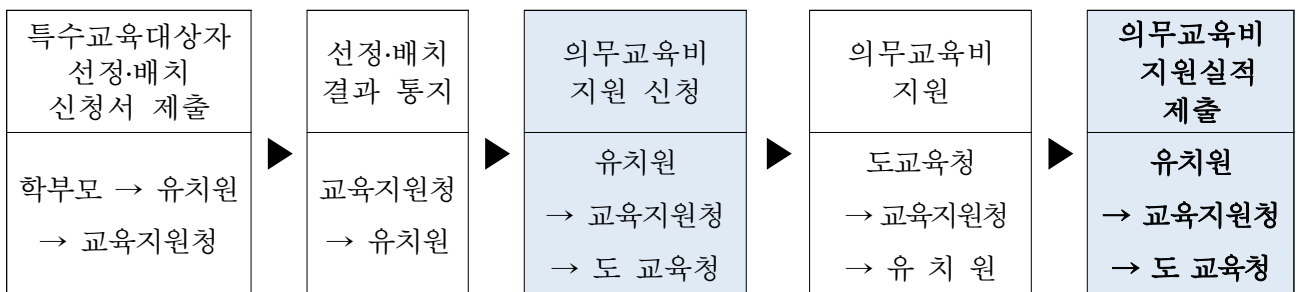 특수교육대상자
선정·배치
신청서 제출
학부모 → 유치원
→ 교육지원청
▶
선정·배치
결과 통지
교육지원청
→ 유치원
▶
의무교육비
지원 신청
유치원
→ 교육지원청
→ 도 교육청
▶
의무교육비
지원
도교육청
→교육지원청
→ 유 치 원
▶
의무교육비
지원실적
제출
유치원
→ 교육지원청
→ 도 교육청